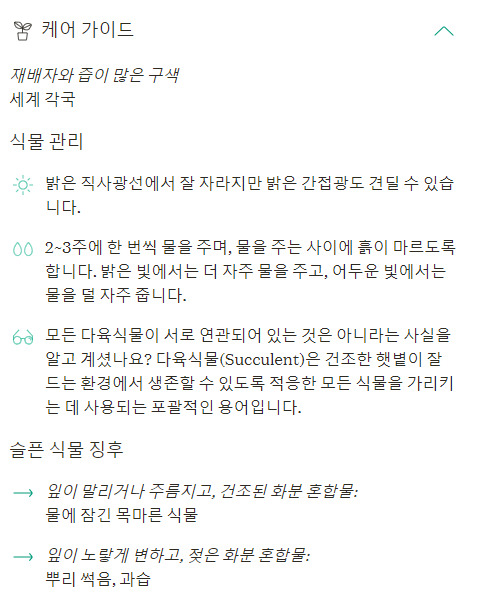 케어 가이드
재배자와 즙이 많은 구색
세계 각국
식물 관리
밝은 직사광선에서 잘 자라지만 밝은 간접광도 견딜 수 있습
니다.
2~3주에 한 번씩 물을 주며, 물을 주는 사이에 흙이 마르도록
합니다. 밝은 빛에서는 더 자주 물을 주고, 어두운 빛에서는
물을 덜 자주 줍니다.
모든 다육식물이 서로 연관되어 있는 것은 아니라는 사실을
알고 계셨나요? 다육식물(Succulent)은 건조한 햇볕이 잘
드는 환경에서 생존할 수 있도록 적응한 모든 식물을 가리키
는 데 사용되는 포괄적인 용어입니다.
슬픈 식물 징후
잎이 말리거나 주름지고, 건조된 화분 혼합물:
물에 잠긴 목마른 식물
잎이 노랗게 변하고, 젖은 화분 혼합물:
뿌리 썩음, 과습